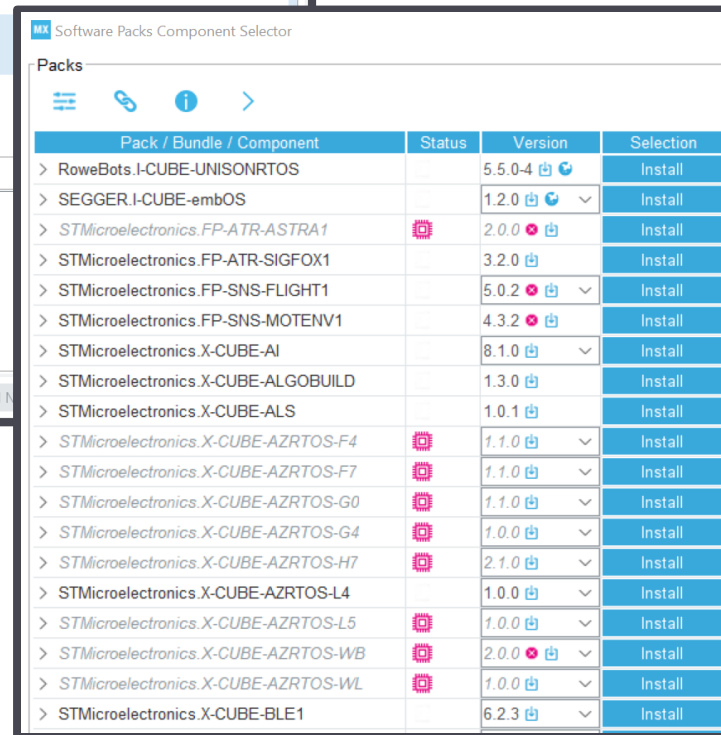 MX Software Packs Component Selector
Packs
Pack / Bundle / Component Status Version Selection
RoweBots.I-CUBE-UNISONRTOS 5.5.0-4 Install
SEGGER.I-CUBE-embOS 1.2.0 Install
STMicroelectronics.FP-ATR-ASTRA1 2.0.0 Install
STMicroelectronics.FP-ATR-SIGFOX1 3.2.0 Install
STMicroelectronics.FP-SNS-FLIGHT1 5.0.2 Install
STMicroelectronics.FP-SNS-MOTENV1 4.3.2 Install
STMicroelectronics.X-CUBE-AI 8.1.0 Install
STMicroelectronics.X-CUBE-ALGOBUILD 1.3.0 Install
STMicroelectronics.X-CUBE-ALS 1.0.1 Install
STMicroelectronics.X-CUBE-AZRTOS-F4 1.1.0 Install
STMicroelectronics.X-CUBE-AZRTOS-F7 1.1.0 Install
STMicroelectronics.X-CUBE-AZRTOS-G0 1.1.0 Install
STMicroelectronics.X-CUBE-AZRTOS-G4 1.0.0 Install
STMicroelectronics.X-CUBE-AZRTOS-H7 2.1.0 Install
STMicroelectronics.X-CUBE-AZRTOS-L4 1.0.0 Install
STMicroelectronics.X-CUBE-AZRTOS-L5 1.0.0 Install
STMicroelectronics.X-CUBE-AZRTOS-WB 2.0.0 Install
STMicroelectronics.X-CUBE-AZRTOS-WL 1.0.0 Install
STMicroelectronics.X-CUBE-BLE1 6.2.3 Install